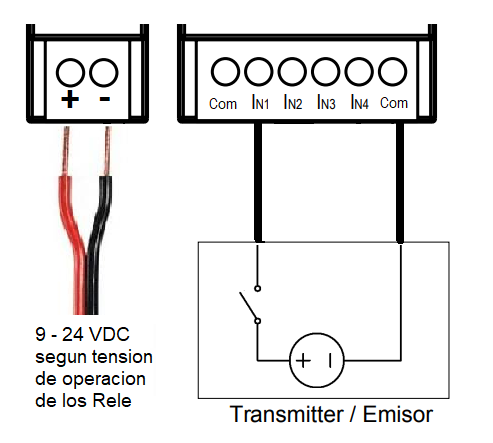 + -
Com IN1 IN2 IN3 IN4 Com
9 - 24 VDC
segun tension
de operacion
de los Rele
+ -
Transmitter / Emisor